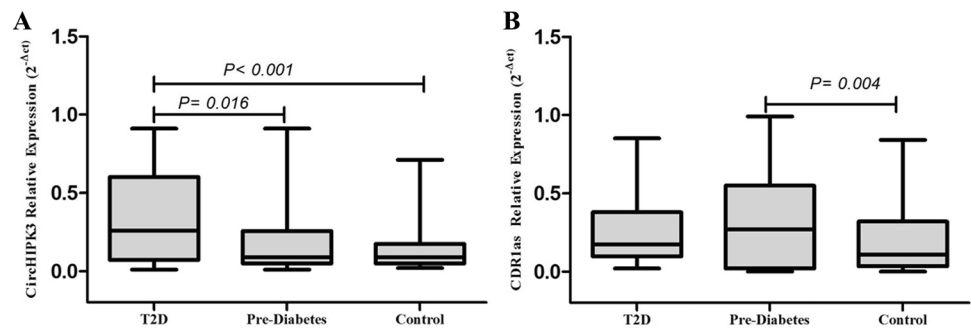 A
CircHIPK3 Relative Expression (2^-Δct)
1.5
1.0
0.5
0.0
P< 0.001
P= 0.016
T2D Pre-Diabetes Control
B
CDR1as Relative Expression (2^-Δct)
1.5
1.0
0.5
0.0
P= 0.004
T2D Pre-Diabetes Control